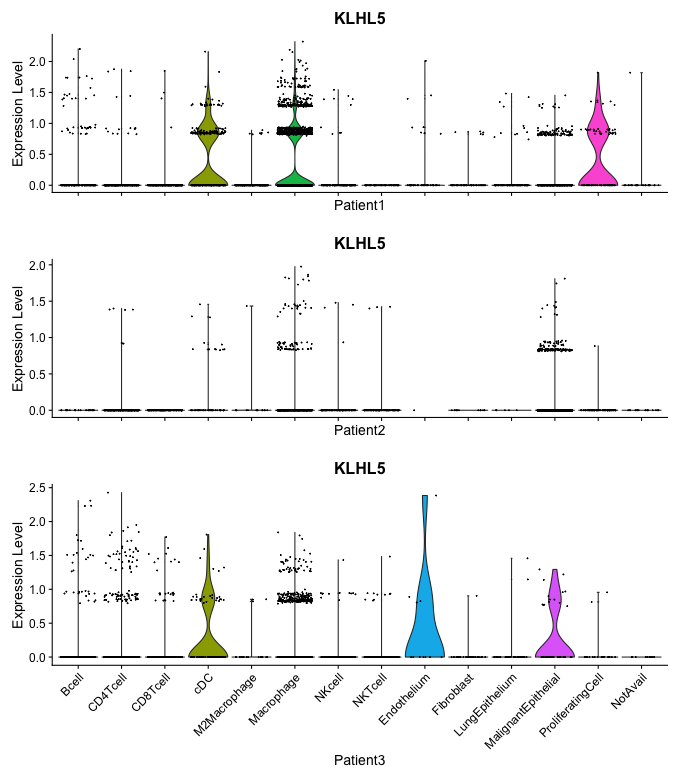 KLHL5
Expression Level
2.0
1.5
1.0
0.5
0.0
Patient1
KLHL5
Expression Level
2.0
1.5
1.0
0.5
0.0
Patient2
KLHL5
Expression Level
2.5
2.0
1.5
1.0
0.5
0.0
Bcell
CD4Tcell
CD8Tcell
cDC
M2Macrophage
Macrophage
NKcell
NKTcell
Endothelium
Fibroblast
LungEpithelium
MalignantEpithelial
ProliferatingCell
NotAvail
Patient3